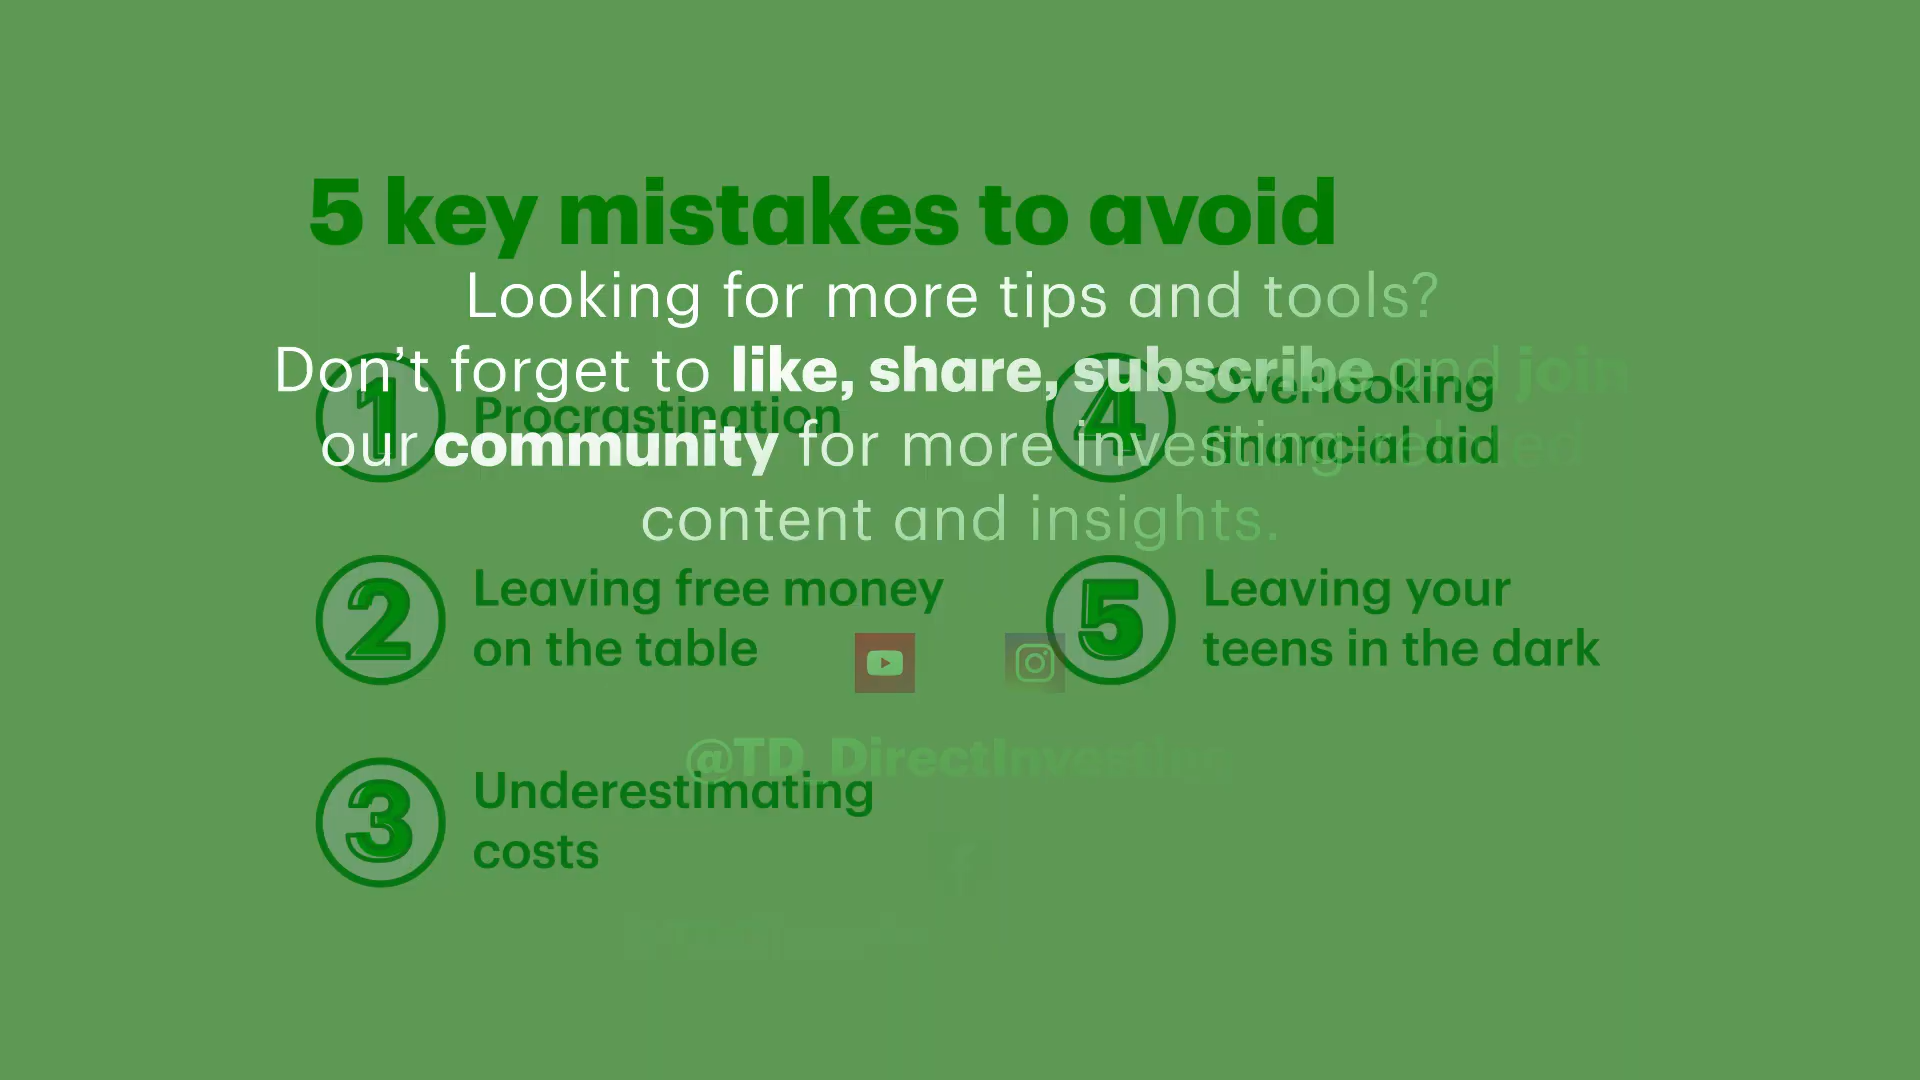 5 key mistakes to avoid
Looking for more tips and tools?
Don't forget to like, share, subscribe and join
our community for more investing-related
content and insights.
1 Procrastination
2 Leaving free money
on the table
3 Underestimating
costs
4 Overlooking
financial aid
5 Leaving your
teens in the dark
@TD_DirectInvesting